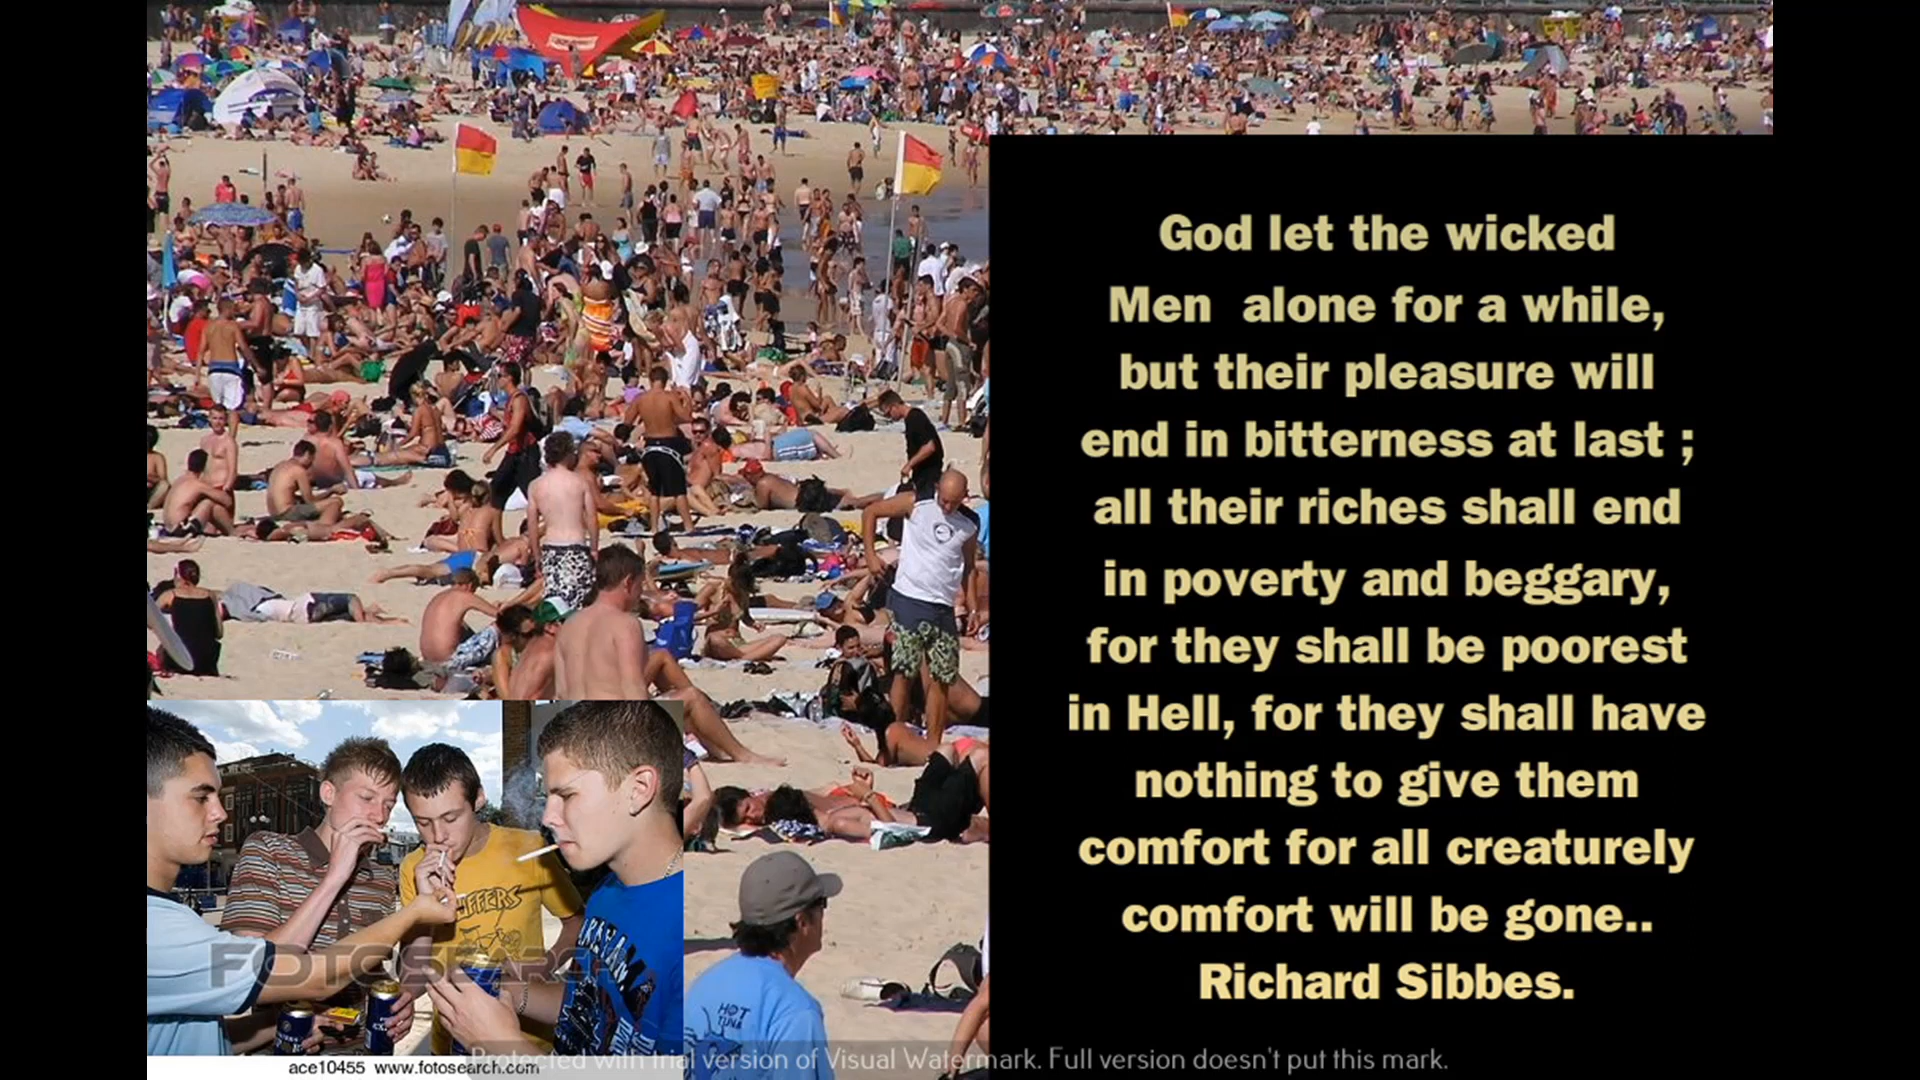 God let the wicked
Men alone for a while,
but their pleasure will
end in bitterness at last ;
all their riches shall end
in poverty and beggary,
for they shall be poorest
in Hell, for they shall have
nothing to give them
comfort for all creaturely
comfort will be gone..
Richard Sibbes.
FOTOSEARCH
HOT
TUNA
Protected with trial version of Visual Watermark. Full version doesn't put this mark.
ace10455 www.fotosearch.com